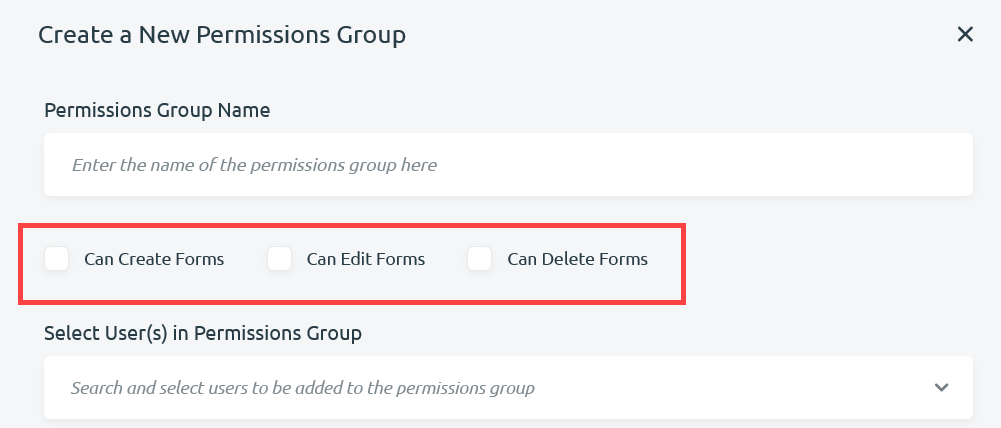 Create a New Permissions Group
Permissions Group Name
Enter the name of the permissions group here
Can Create Forms Can Edit Forms Can Delete Forms
Select User(s) in Permissions Group
Search and select users to be added to the permissions group